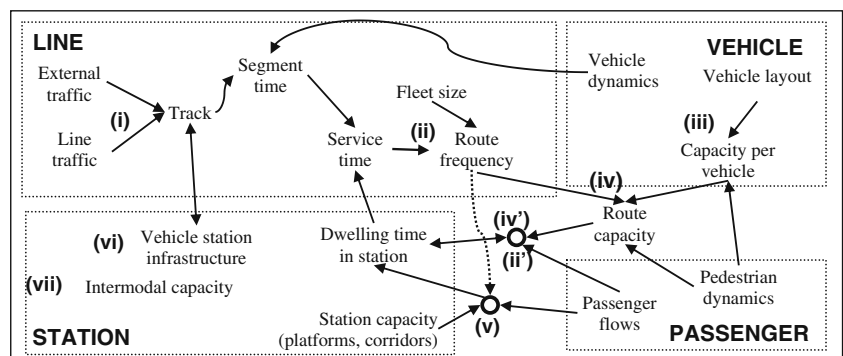 LINE
VEHICLE
External
traffic
(i)
Line
traffic
Track
Segment
time
Fleet size
Service
time
(ii)
Route
frequency
Vehicle
dynamics
Vehicle layout
(iii)
Capacity per
vehicle
(iv)
Route
capacity
(vi)
Vehicle station
infrastructure
(vii)
Intermodal capacity
Dwelling time
in station
(iv')
(ii')
Station capacity
(platforms, corridors)
(v)
Passenger
flows
Pedestrian
dynamics
STATION
PASSENGER